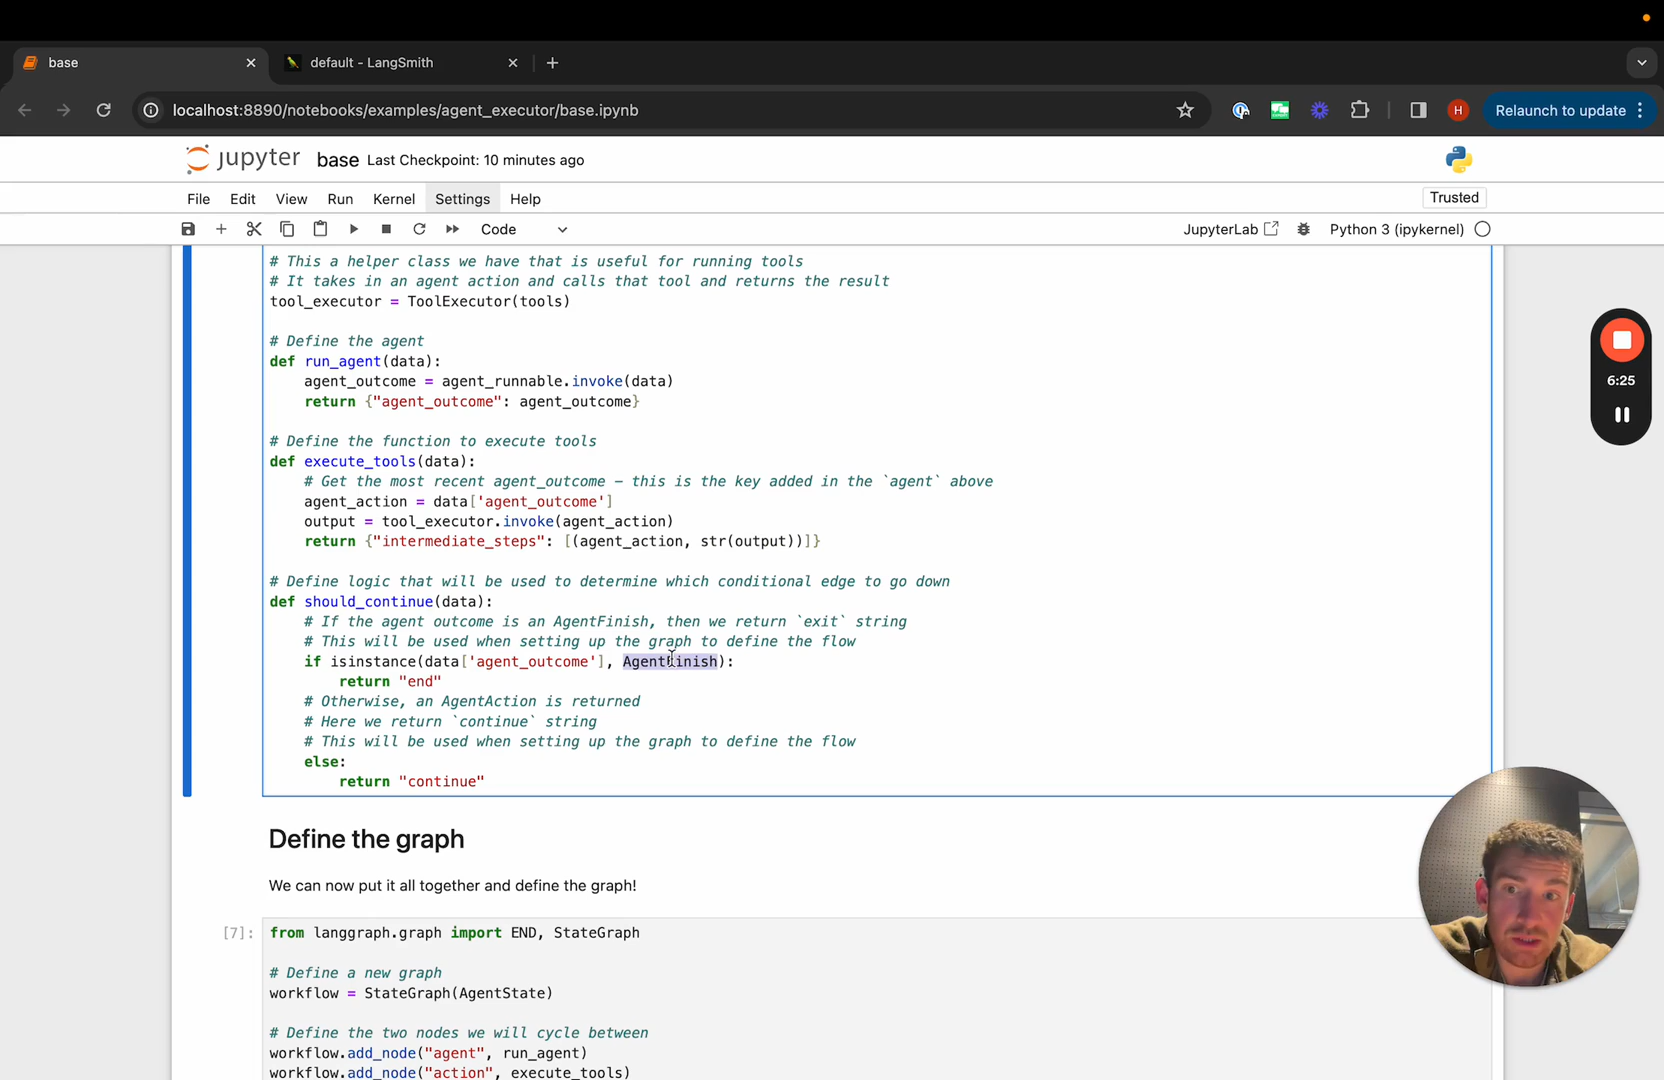 base
default - LangSmith
localhost:8890/notebooks/examples/agent_executor/base.ipynb
H
Relaunch to update
jupyter base Last Checkpoint: 10 minutes ago
File Edit View Run Kernel Settings Help
Trusted
Code
JupyterLab
Python 3 (ipykernel)
# This a helper class we have that is useful for running tools
# It takes in an agent action and calls that tool and returns the result
tool_executor = ToolExecutor(tools)
# Define the agent
def run_agent(data):
agent_outcome = agent_runnable.invoke(data)
return {"agent_outcome": agent_outcome}
# Define the function to execute tools
def execute_tools(data):
# Get the most recent agent_outcome – this is the key added in the `agent` above
agent_action = data['agent_outcome']
output = tool_executor.invoke(agent_action)
return {"intermediate_steps": [(agent_action, str(output))]}
# Define logic that will be used to determine which conditional edge to go down
def should_continue(data):
# If the agent outcome is an AgentFinish, then we return `exit` string
# This will be used when setting up the graph to define the flow
if isinstance(data['agent_outcome'], AgentFinish):
return "end"
# Otherwise, an AgentAction is returned
# Here we return `continue` string
# This will be used when setting up the graph to define the flow
else:
return "continue"
6:25
Define the graph
We can now put it all together and define the graph!
[7]:
from langgraph.graph import END, StateGraph
# Define a new graph
workflow = StateGraph(AgentState)
# Define the two nodes we will cycle between
workflow.add_node("agent", run_agent)
workflow.add_node("action", execute_tools)